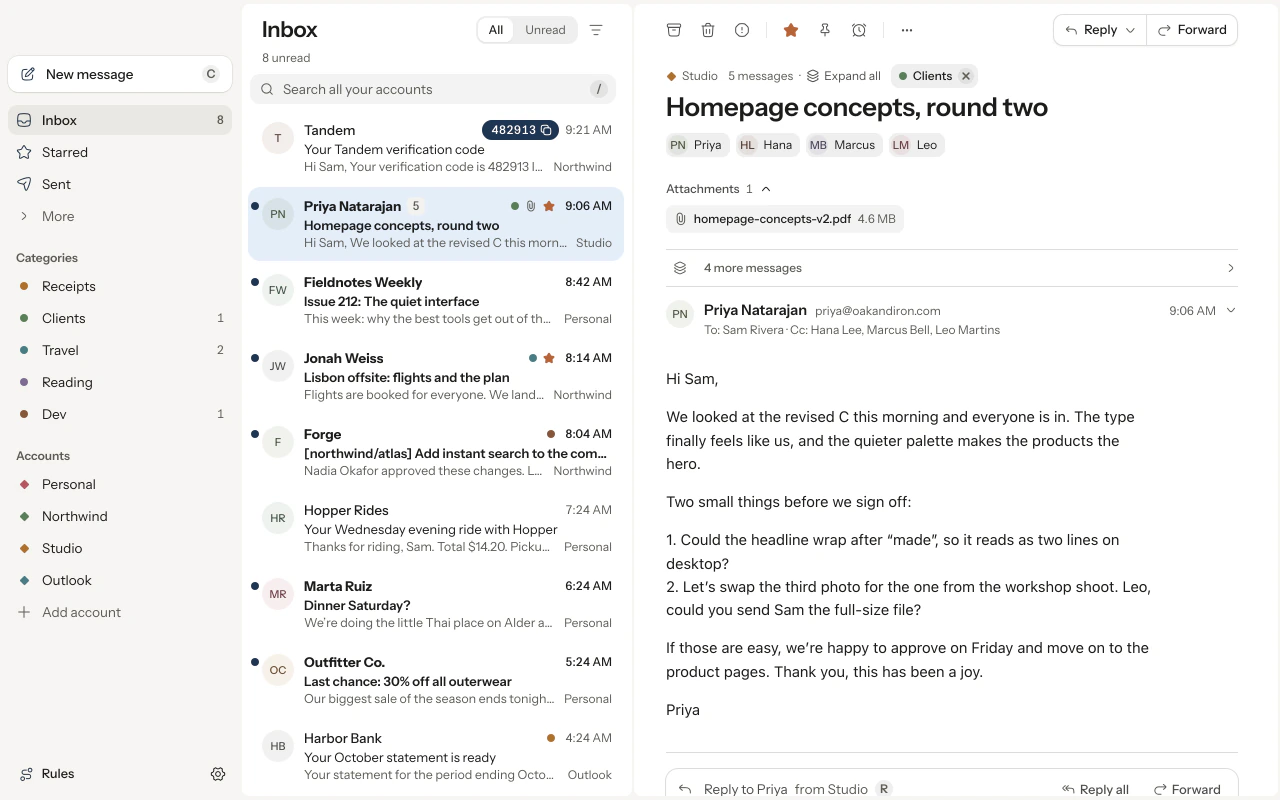 New message C
Inbox 8
Starred
Sent
More
Categories
Receipts
Clients 1
Travel 2
Reading
Dev 1
Accounts
Personal
Northwind
Studio
Outlook
Add account
Rules
Inbox All Unread
8 unread
Search all your accounts /
T Tandem 482913 9:21 AM
Your Tandem verification code
Hi Sam, Your verification code is 482913 I... Northwind
PN Priya Natarajan 5 9:06 AM
Homepage concepts, round two
Hi Sam, We looked at the revised C this morn... Studio
FW Fieldnotes Weekly 8:42 AM
Issue 212: The quiet interface
This week: why the best tools get out of th... Personal
JW Jonah Weiss 8:14 AM
Lisbon offsite: flights and the plan
Flights are booked for everyone. We land... Northwind
F Forge 8:04 AM
[northwind/atlas] Add instant search to the com...
Nadia Okafor approved these changes. L... Northwind
HR Hopper Rides 7:24 AM
Your Wednesday evening ride with Hopper
Thanks for riding, Sam. Total $14.20. Picku... Personal
MR Marta Ruiz 6:24 AM
Dinner Saturday?
We're doing the little Thai place on Alder a... Personal
OC Outfitter Co. 5:24 AM
Last chance: 30% off all outerwear
Our biggest sale of the season ends tonigh... Personal
HB Harbor Bank 4:24 AM
Your October statement is ready
Your statement for the period ending Octo... Outlook
Reply Forward
Studio 5 messages · Expand all Clients
Homepage concepts, round two
PN Priya HL Hana MB Marcus LM Leo
Attachments 1
homepage-concepts-v2.pdf 4.6 MB
4 more messages
PN Priya Natarajan priya@oakandiron.com 9:06 AM
To: Sam Rivera · Cc: Hana Lee, Marcus Bell, Leo Martins
Hi Sam,
We looked at the revised C this morning and everyone is in. The type
finally feels like us, and the quieter palette makes the products the
hero.
Two small things before we sign off:
1. Could the headline wrap after “made”, so it reads as two lines on
desktop?
2. Let’s swap the third photo for the one from the workshop shoot. Leo,
could you send Sam the full-size file?
If those are easy, we’re happy to approve on Friday and move on to the
product pages. Thank you, this has been a joy.
Priya
Reply to Priya from Studio R Reply all Forward